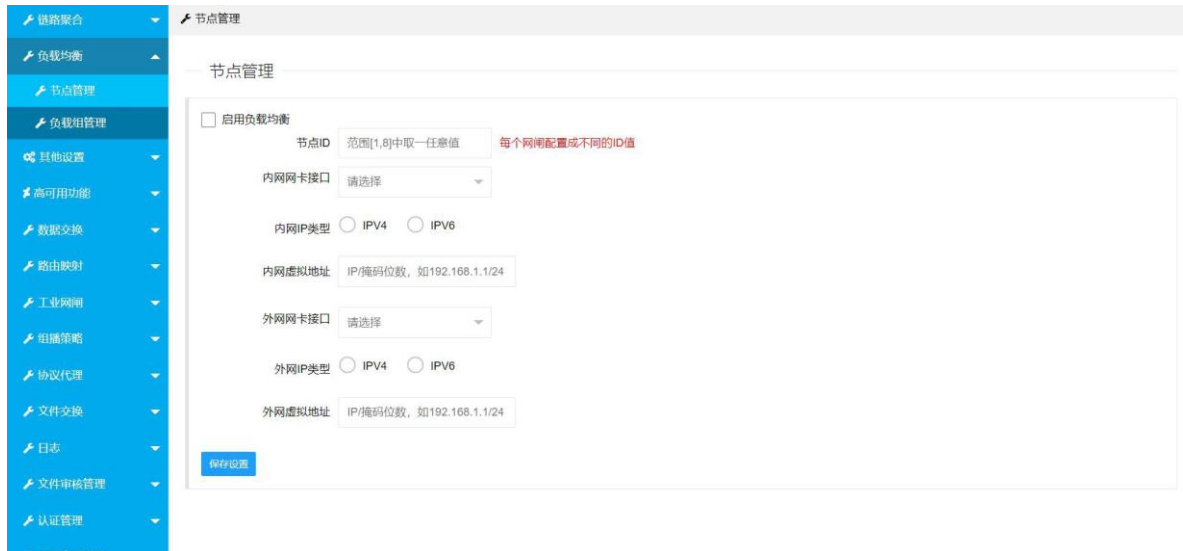 链路聚合
负载均衡
节点管理
负载组管理
其他设置
高可用功能
数据交换
路由映射
工业网闸
组播策略
协议代理
文件交换
日志
文件审核管理
认证管理
节点管理
节点管理
启用负载均衡
节点ID 范围[1,8]中取一任意值 每个网闸配置成不同的ID值
内网网卡接口 请选择
内网IP类型 IPV4 IPV6
内网虚拟地址 IP/掩码位数，如192.168.1.1/24
外网网卡接口 请选择
外网IP类型 IPV4 IPV6
外网虚拟地址 IP/掩码位数，如192.168.1.1/24
保存设置